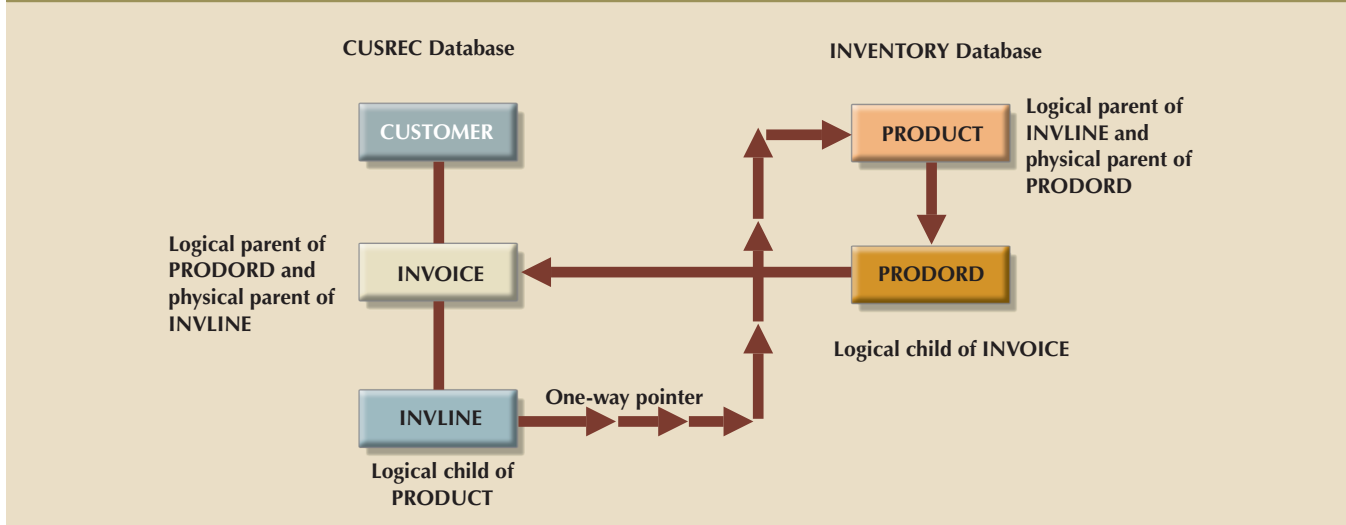 CUSREC Database
INVENTORY Database
CUSTOMER
PRODUCT
Logical parent of
INVLINE and
physical parent of
PRODORD
Logical parent of
PRODORD and
physical parent of
INVLINE
INVOICE
PRODORD
Logical child of INVOICE
INVLINE
One-way pointer
Logical child of
PRODUCT